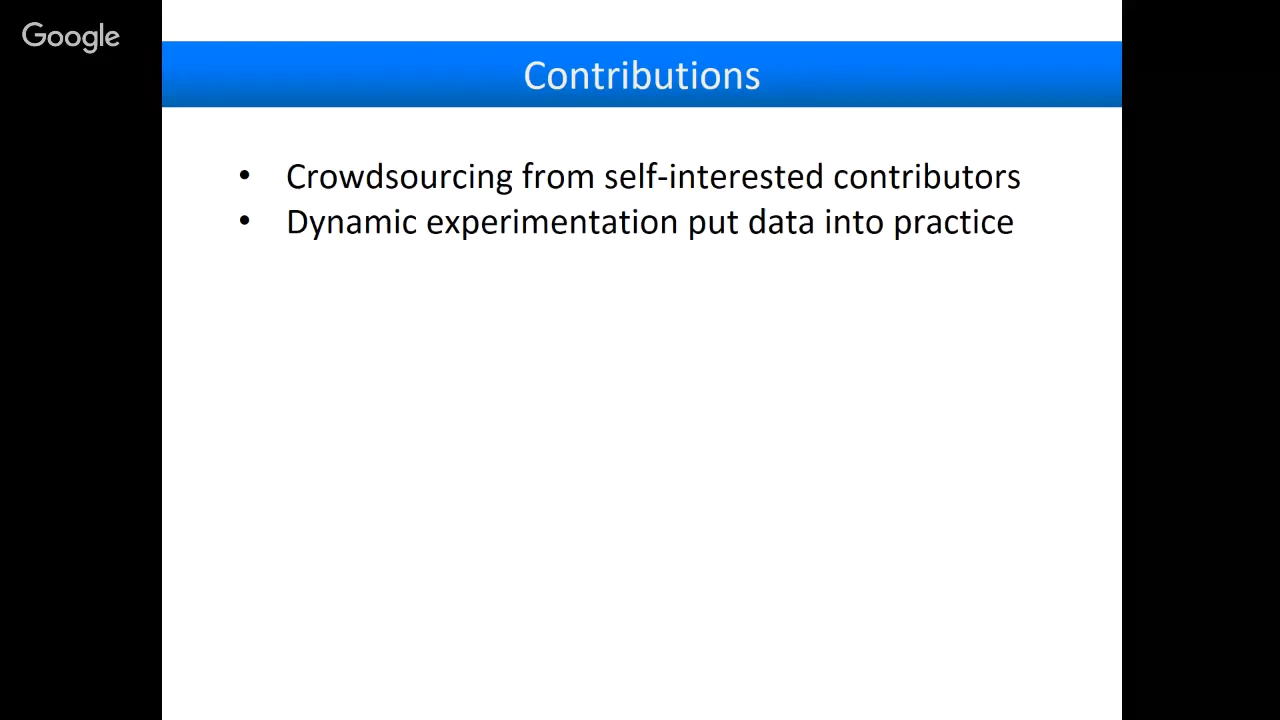 Google
Contributions
• Crowdsourcing from self-interested contributors
• Dynamic experimentation put data into practice